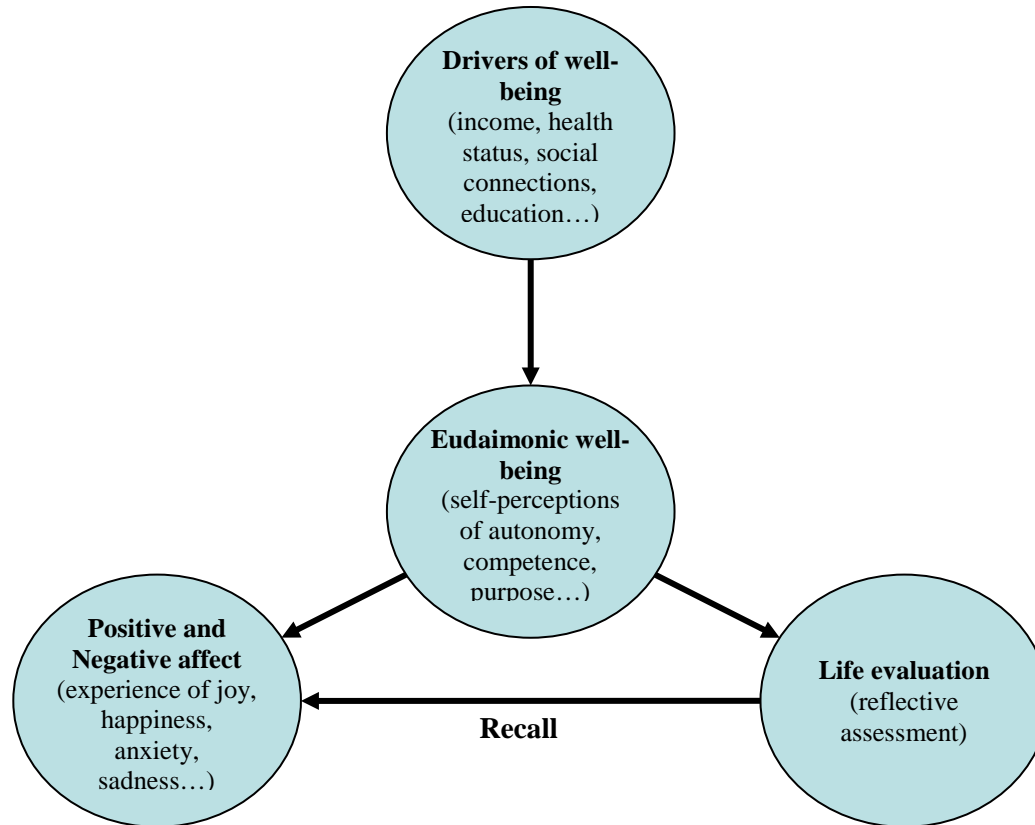 Drivers of well-
being
(income, health
status, social
connections,
education…)
Eudaimonic well-
being
(self-perceptions
of autonomy,
competence,
purpose…)
Positive and
Negative affect
(experience of joy,
happiness,
anxiety,
sadness…)
Life evaluation
(reflective
assessment)
Recall